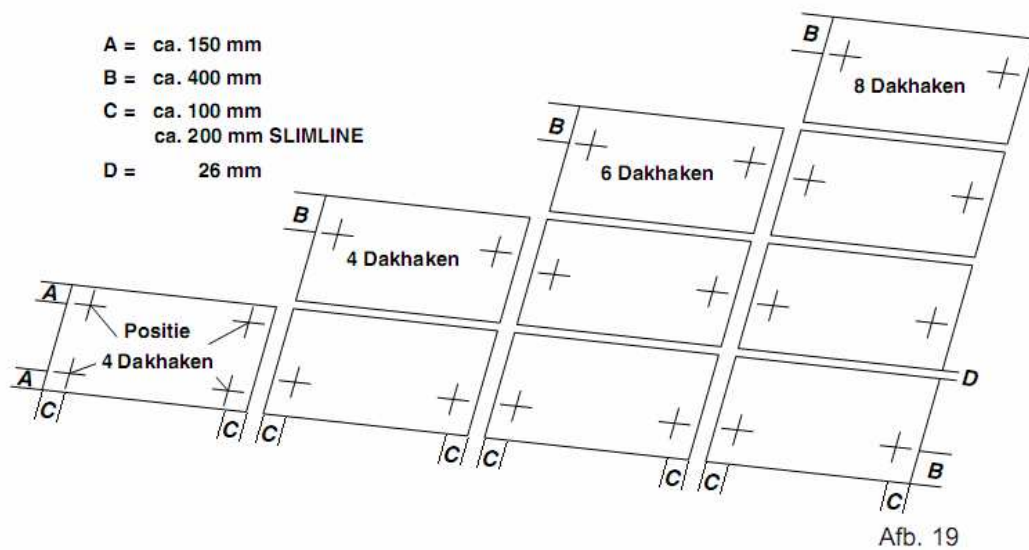 A = ca. 150 mm
B = ca. 400 mm
C = ca. 100 mm
ca. 200 mm SLIMLINE
D = 26 mm
B
8 Dakhaken
B
6 Dakhaken
B
4 Dakhaken
A
Positie
4 Dakhaken
A
D
C
C
C
C
C
C
C
B
C
Afb. 19